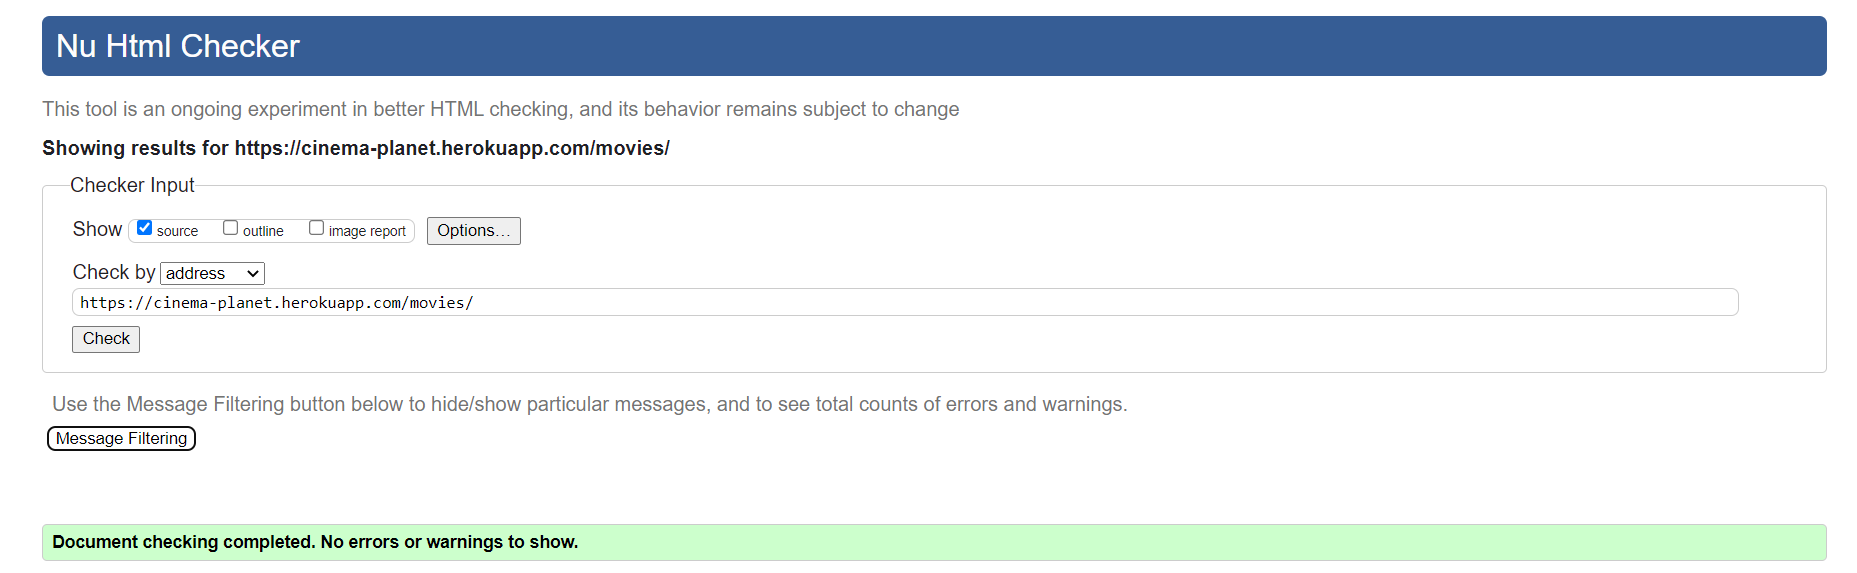 Nu Html Checker
This tool is an ongoing experiment in better HTML checking, and its behavior remains subject to change
Showing results for https://cinema-planet.herokuapp.com/movies/
Checker Input
Show source outline image report Options...
Check by address
https://cinema-planet.herokuapp.com/movies/
Check
Use the Message Filtering button below to hide/show particular messages, and to see total counts of errors and warnings.
Message Filtering
Document checking completed. No errors or warnings to show.